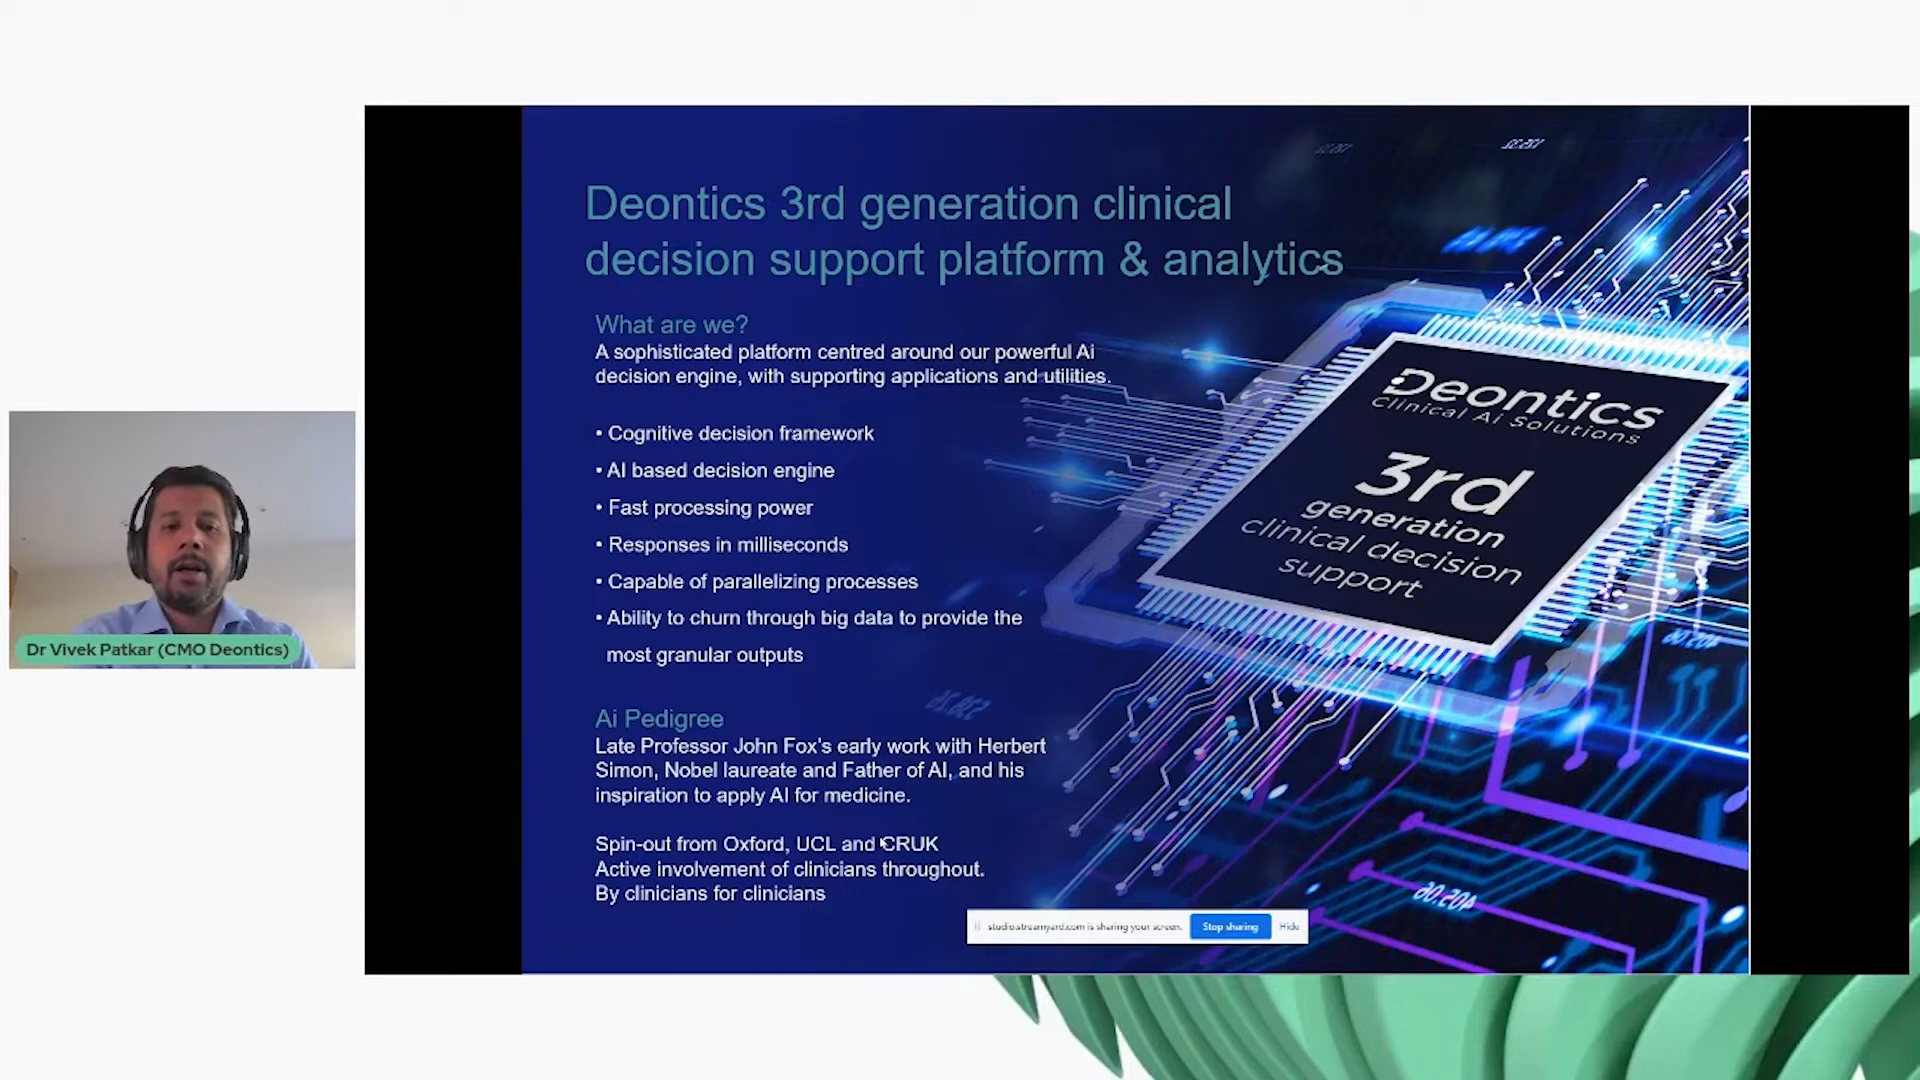 Deontics 3rd generation clinical
decision support platform & analytics
What are we?
A sophisticated platform centred around our powerful Ai
decision engine, with supporting applications and utilities.
• Cognitive decision framework
• AI based decision engine
• Fast processing power
• Responses in milliseconds
• Capable of parallelizing processes
• Ability to churn through big data to provide the
most granular outputs
Ai Pedigree
Late Professor John Fox's early work with Herbert
Simon, Nobel laureate and Father of AI, and his
inspiration to apply AI for medicine.
Spin-out from Oxford, UCL and CRUK
Active involvement of clinicians throughout.
By clinicians for clinicians
Deontics
Clinical Ai Solutions
3rd
generation
clinical decision
support
studio.streamyard.com is sharing your screen.
Stop sharing
Hide
Dr Vivek Patkar (CMO Deontics)